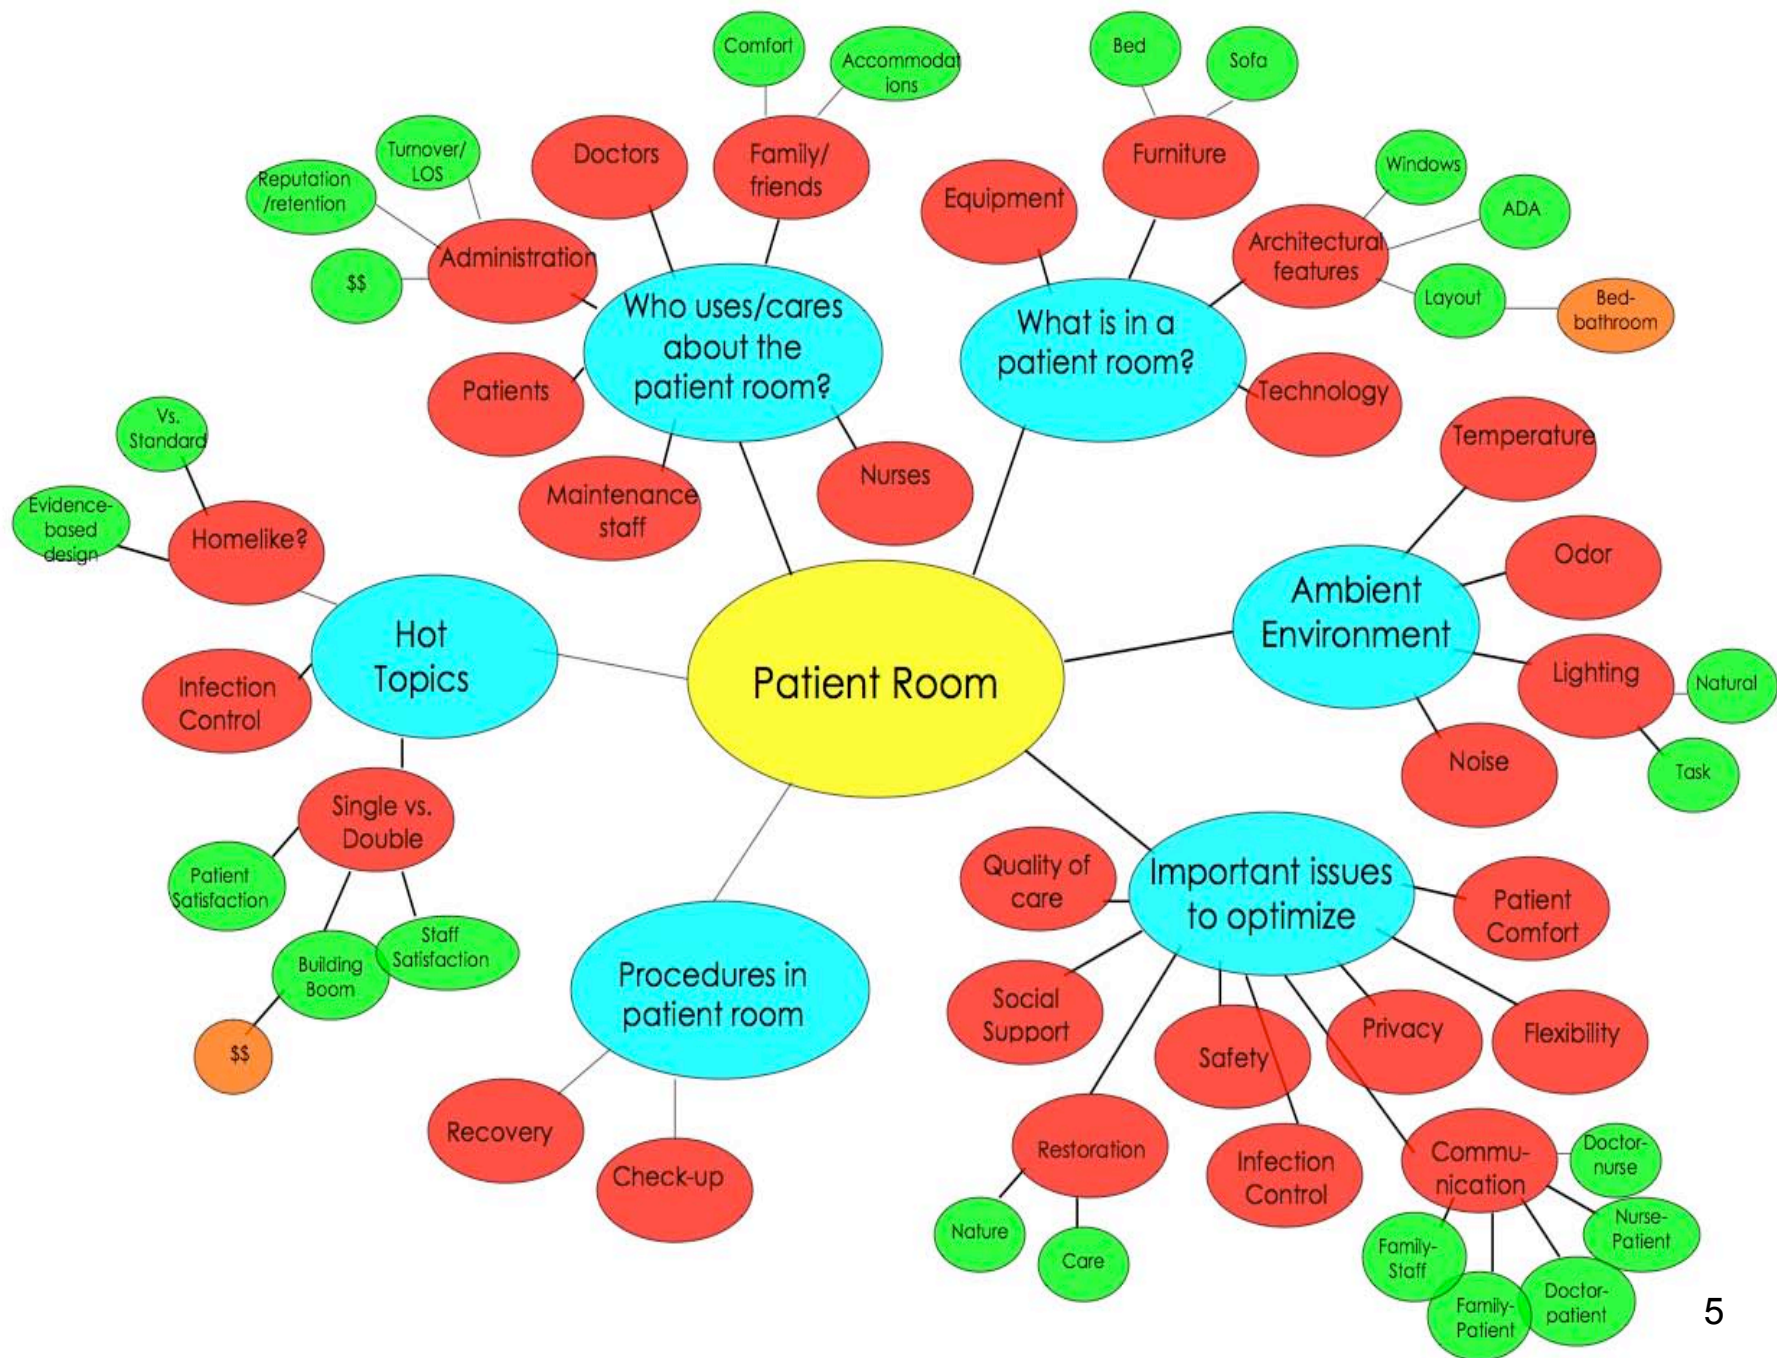 Comfort
Accommodat
ions
Bed
Sofa
Turnover/
LOS
Doctors
Family/
friends
Furniture
Windows
Reputation
/retention
Equipment
ADA
Administration
Architectural
features
$$
Layout
Bed-
bathroom
Who uses/cares
about the
patient room?
What is in a
patient room?
Patients
Technology
Vs.
Standard
Maintenance
staff
Nurses
Temperature
Evidence-
based
design
Homelike?
Odor
Ambient
Environment
Hot
Topics
Patient Room
Lighting
Natural
Infection
Control
Noise
Task
Single vs.
Double
Patient
Satisfaction
Staff
Satisfaction
Building
Boom
$$
Procedures in
patient room
Recovery
Check-up
Quality of
care
Important issues
to optimize
Patient
Comfort
Social
Support
Safety
Privacy
Flexibility
Restoration
Infection
Control
Commu-
nication
Doctor-
nurse
Nurse-
Patient
Nature
Care
Family-
Staff
Family-
Patient
Doctor-
patient
5